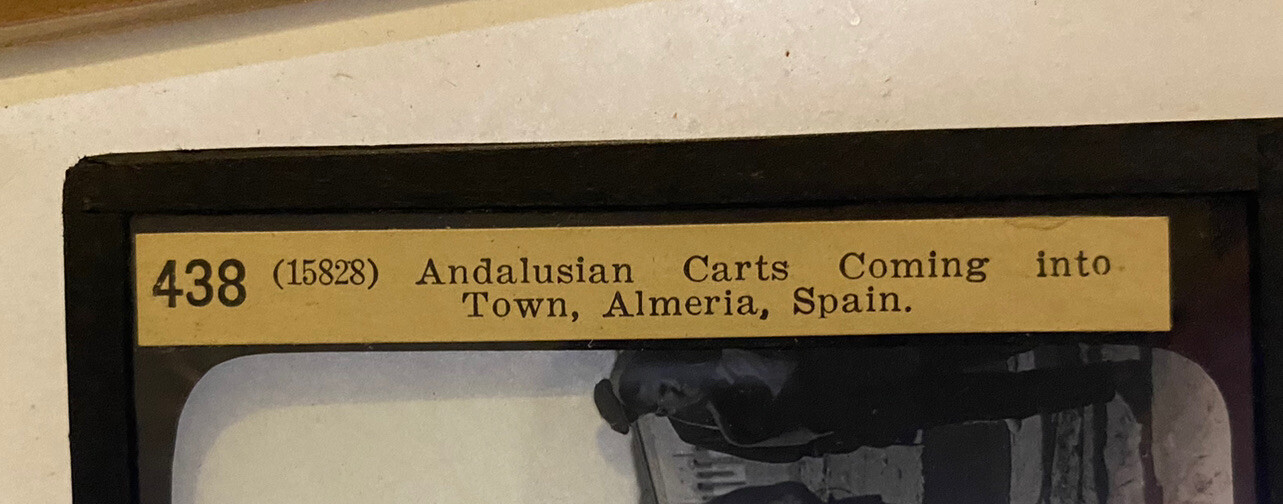 438 (15828) Andalusian Carts Coming into
Town, Almeria, Spain.